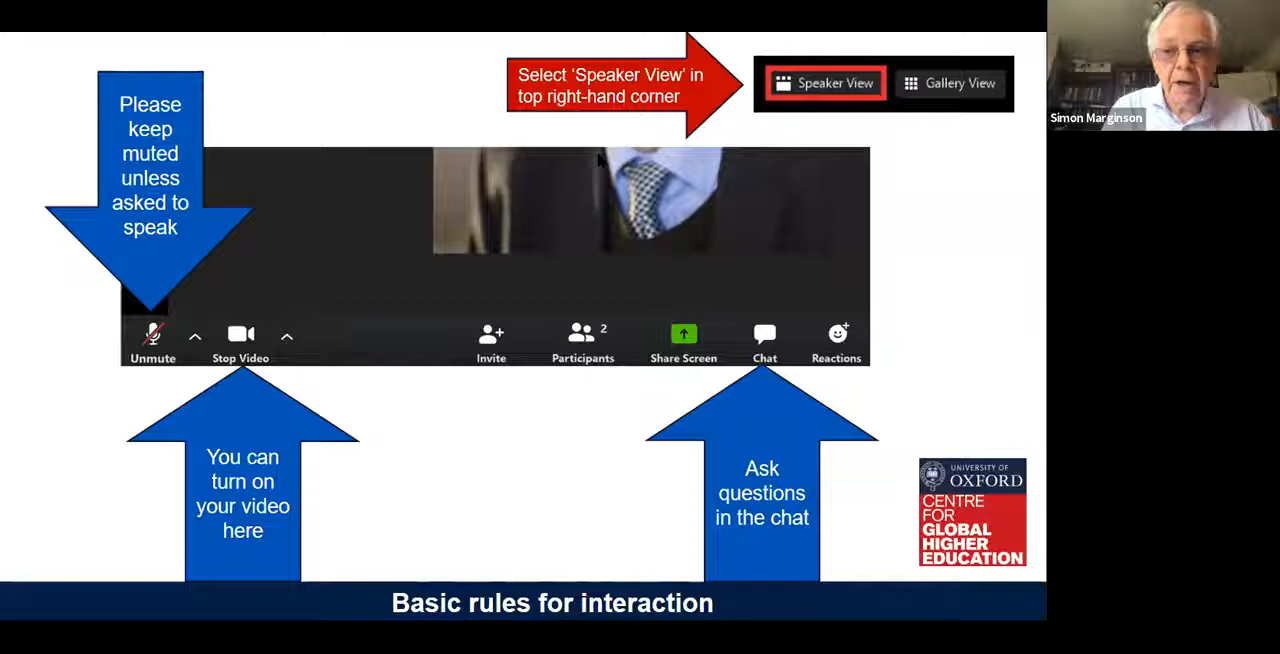 Select ‘Speaker View’ in
top right-hand corner
Speaker View
Gallery View
Simon Marginson
Please
keep
muted
unless
asked to
speak
Unmute
Stop Video
Invite
Participants
2
Share Screen
Chat
Reactions
You can
turn on
your video
here
Ask
questions
in the chat
UNIVERSITY OF
OXFORD
CENTRE
FOR
GLOBAL
HIGHER
EDUCATION
Basic rules for interaction